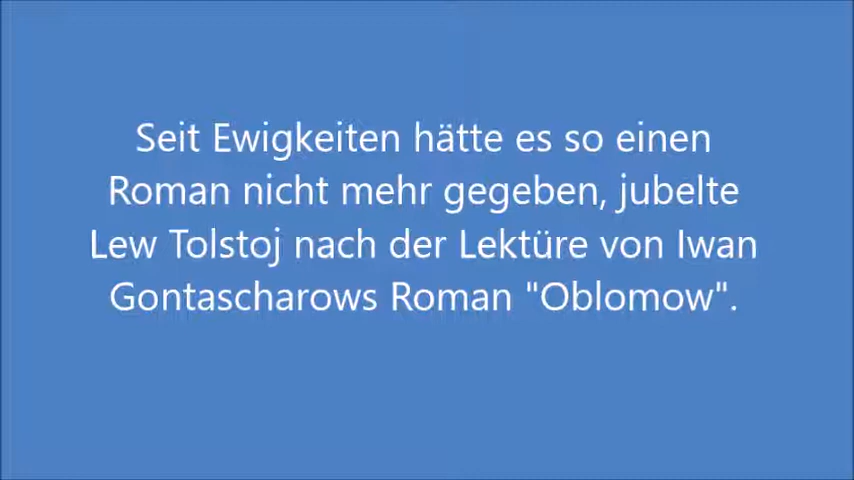 Seit Ewigkeiten hätte es so einen
Roman nicht mehr gegeben, jubelte
Lew Tolstoj nach der Lektüre von Iwan
Gontascharows Roman "Oblomow".